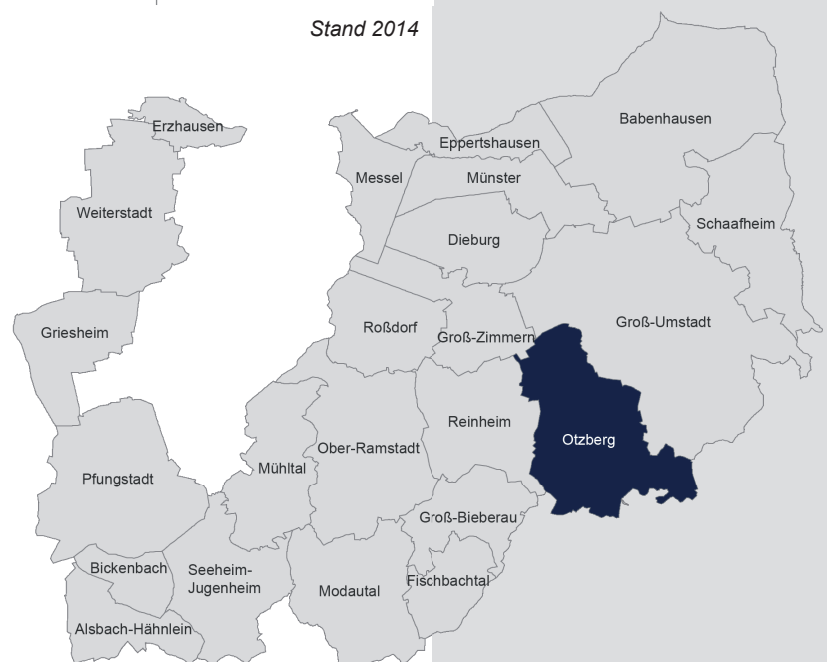 Stand 2014
Erzhausen
Babenhausen
Eppertshausen
Messel
Münster
Weiterstadt
Schaafheim
Dieburg
Griesheim
Roßdorf
Groß-Zimmern
Groß-Umstadt
Reinheim
Otzberg
Ober-Ramstadt
Mühltal
Pfungstadt
Groß-Bieberau
Bickenbach
Seeheim-
Jugenheim
Modautal
Fischbachtal
Alsbach-Hähnlein